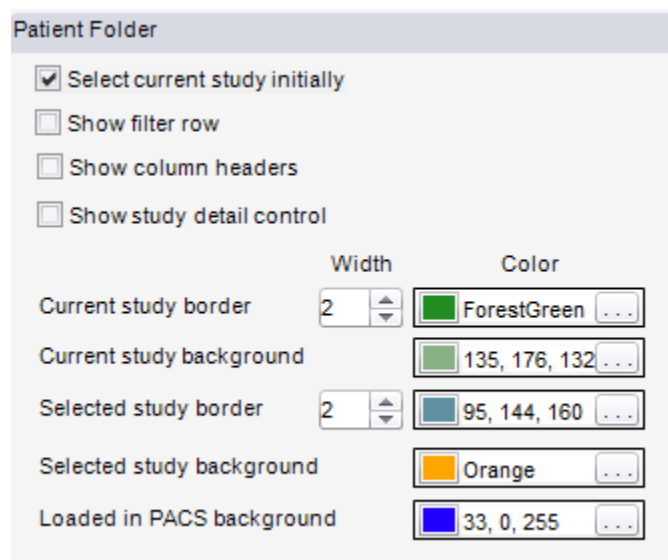 Patient Folder
Select current study initially
Show filter row
Show column headers
Show study detail control
Width Color
Current study border 2 ForestGreen ...
Current study background 135, 176, 132 ...
Selected study border 2 95, 144, 160 ...
Selected study background Orange ...
Loaded in PACS background 33, 0, 255 ...